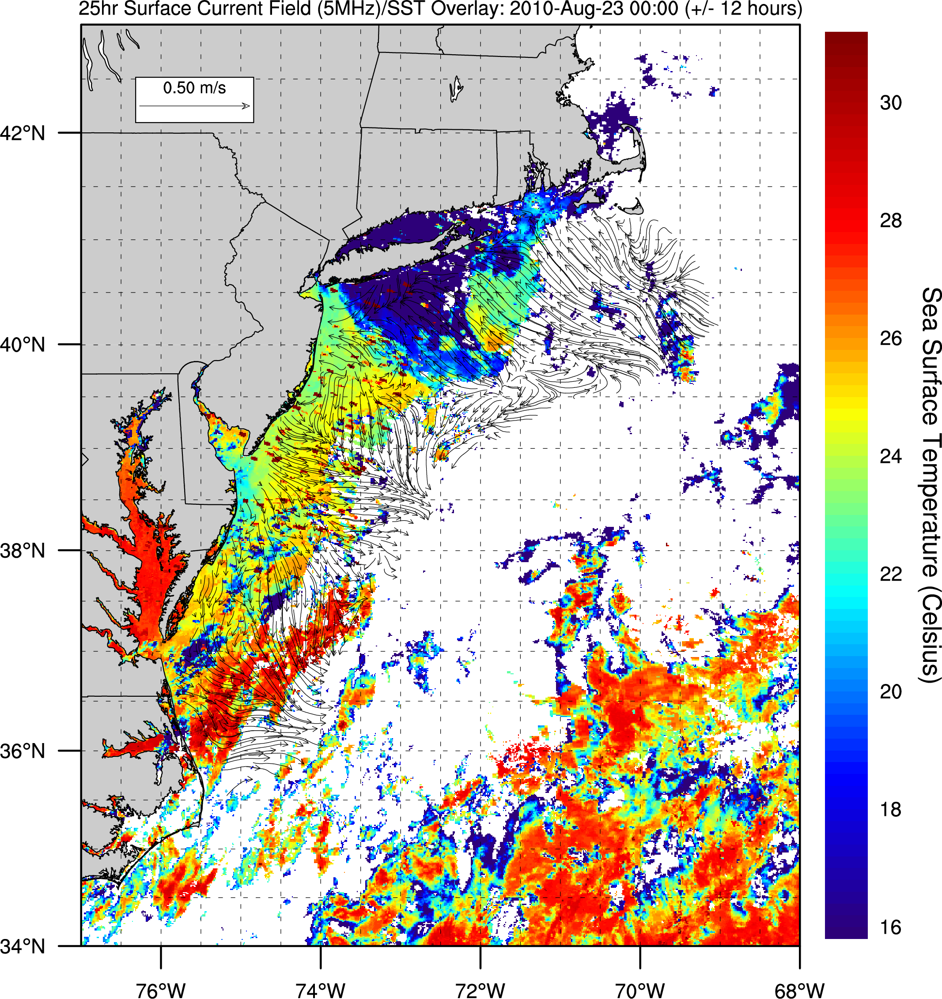 25hr Surface Current Field (5MHz)/SST Overlay: 2010-Aug-23 00:00 (+/- 12 hours)
0.50 m/s
42°N
40°N
38°N
36°N
34°N
76°W
74°W
72°W
70°W
68°W
30
28
26
24
22
20
18
16
Sea Surface Temperature (Celsius)